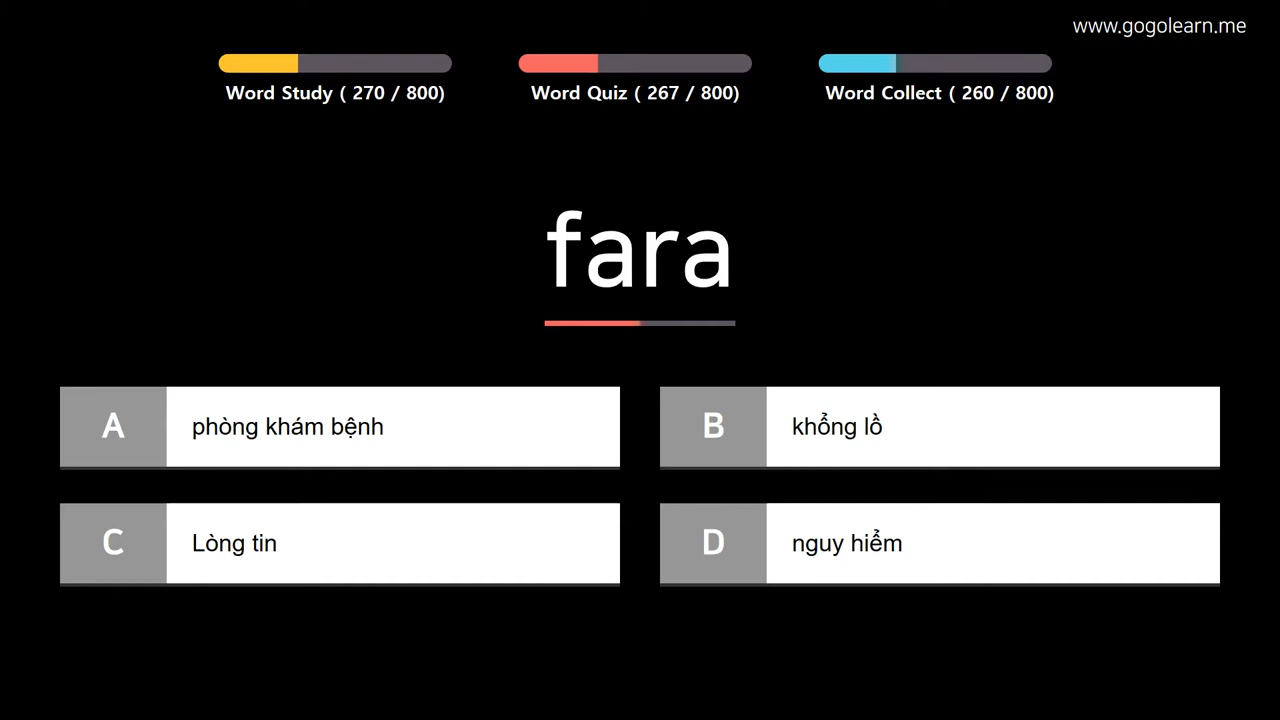 www.gogolearn.me
Word Study ( 270 / 800)
Word Quiz ( 267 / 800)
Word Collect ( 260 / 800)
fara
A phòng khám bệnh
B khổng lồ
C Lòng tin
D nguy hiểm